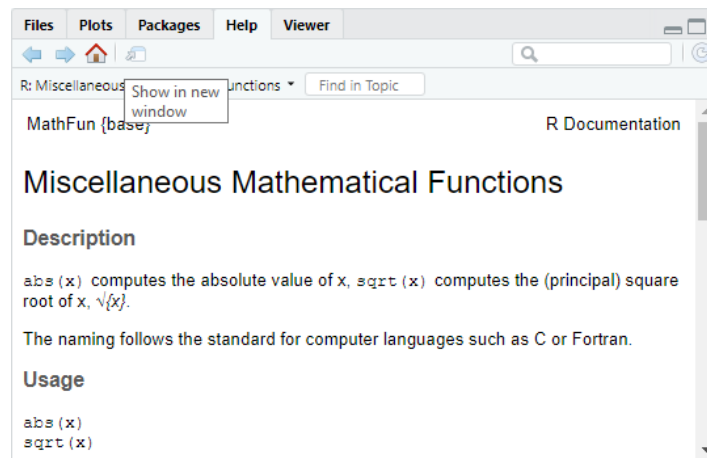 Files Plots Packages Help Viewer
R: Miscellaneous unctions Find in Topic
Show in new
window
MathFun {base} R Documentation
Miscellaneous Mathematical Functions
Description
abs(x) computes the absolute value of x, sqrt(x) computes the (principal) square
root of x, √{x}.
The naming follows the standard for computer languages such as C or Fortran.
Usage
abs(x)
sqrt(x)